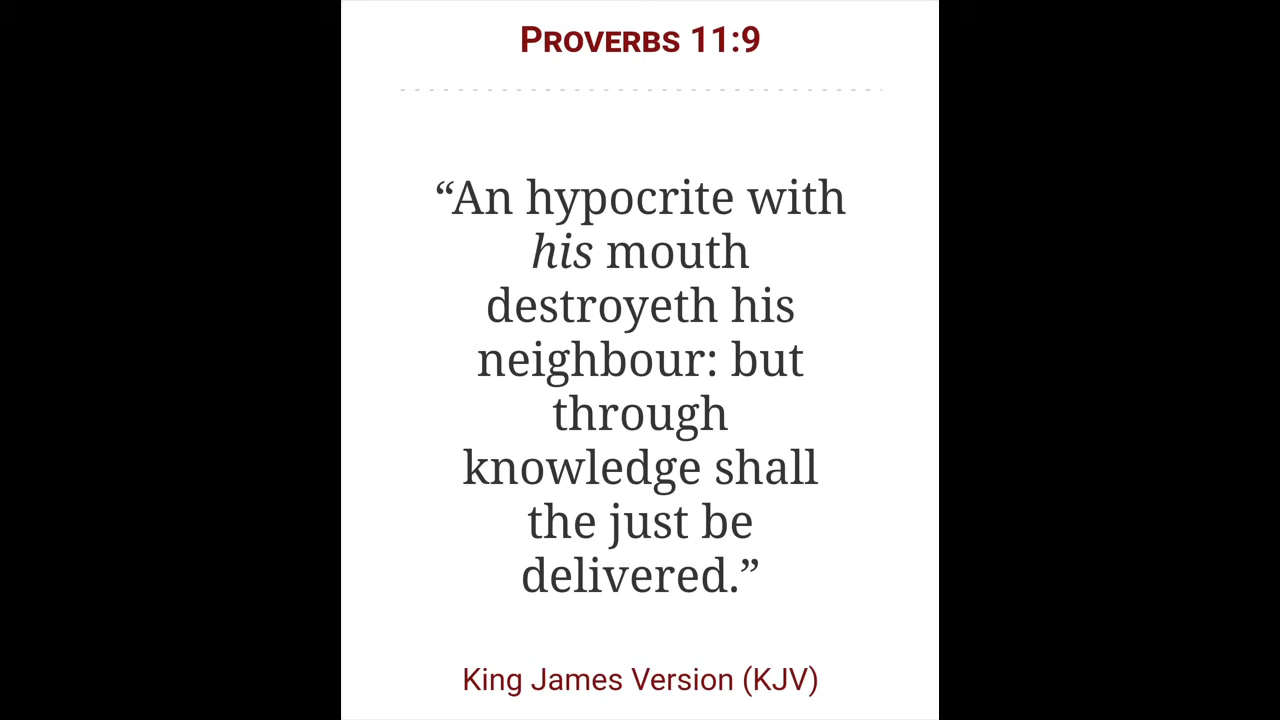 PROVERBS 11:9
“An hypocrite with
his mouth
destroyeth his
neighbour: but
through
knowledge shall
the just be
delivered.”
King James Version (KJV)